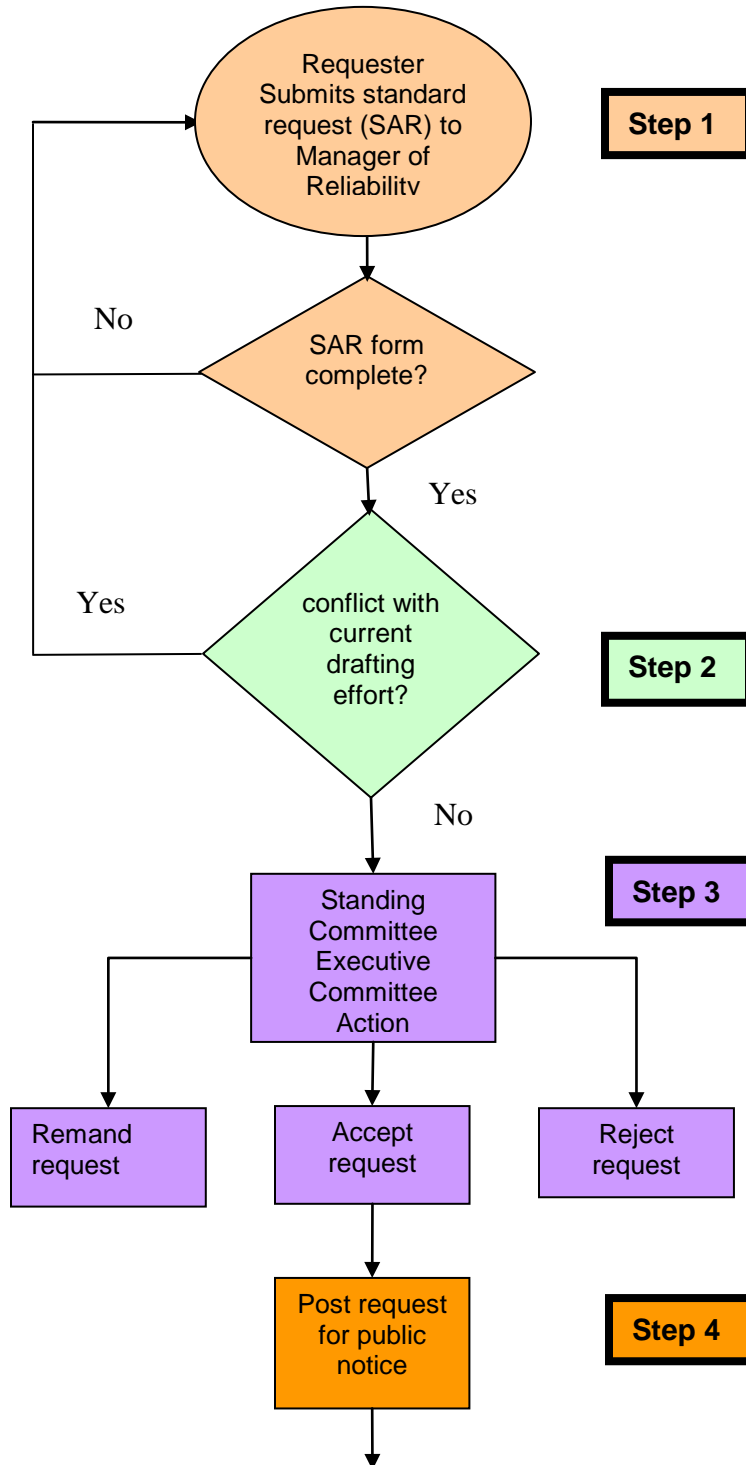 Requester
Submits standard
request (SAR) to
Manager of
Reliability
Step 1
No
SAR form
complete?
Yes
Yes
conflict with
current
drafting
effort?
Step 2
No
Step 3
Standing
Committee
Executive
Committee
Action
Remand
request
Accept
request
Reject
request
Post request
for public
notice
Step 4